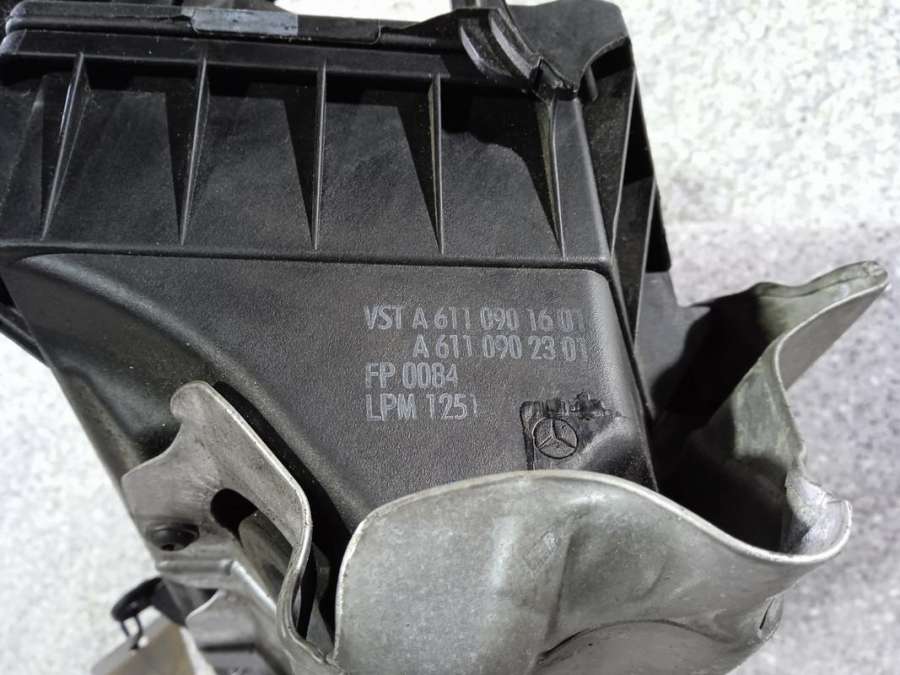 VST A 611 090 16 01
A 611 090 23 01
FP 0084
LPM 1251